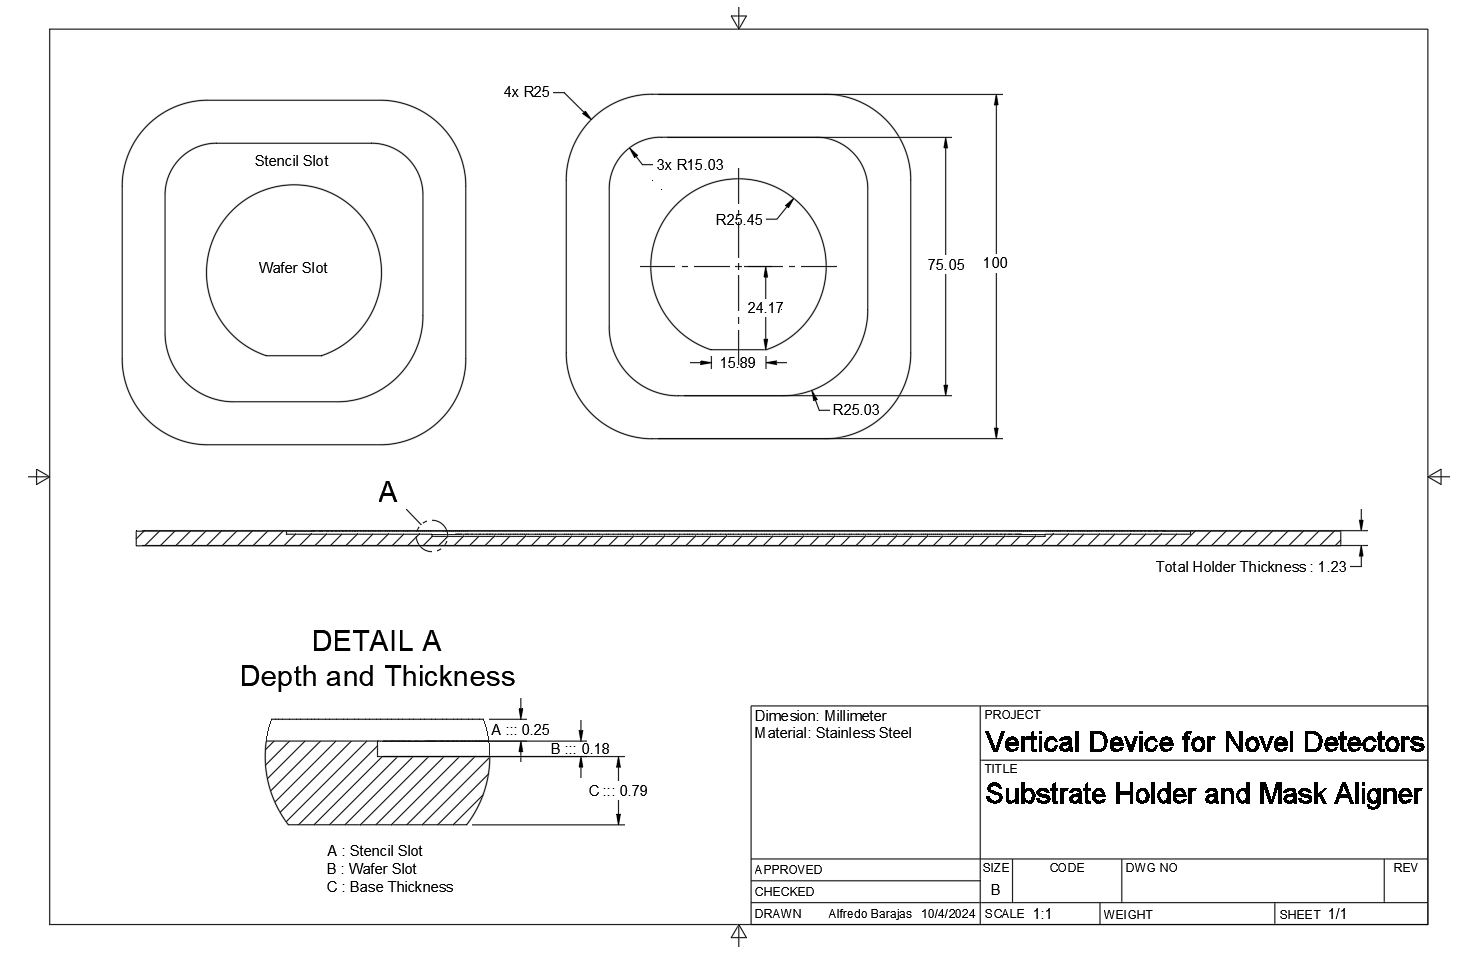 4x R25
Stencil Slot
3x R15.03
R25.45
Wafer Slot
75.05
100
24.17
15.89
R25.03
A
Total Holder Thickness : 1.23
DETAIL A
Depth and Thickness
A ::: 0.25
B ::: 0.18
C ::: 0.79
A : Stencil Slot
B : Wafer Slot
C : Base Thickness
Dimesion: Millimeter
Material: Stainless Steel
PROJECT
Vertical Device for Novel Detectors
TITLE
Substrate Holder and Mask Aligner
APPROVED
CHECKED
DRAWN Alfredo Barajas 10/4/2024
SIZE
B
CODE
DWG NO
REV
SCALE 1:1
WEIGHT
SHEET 1/1